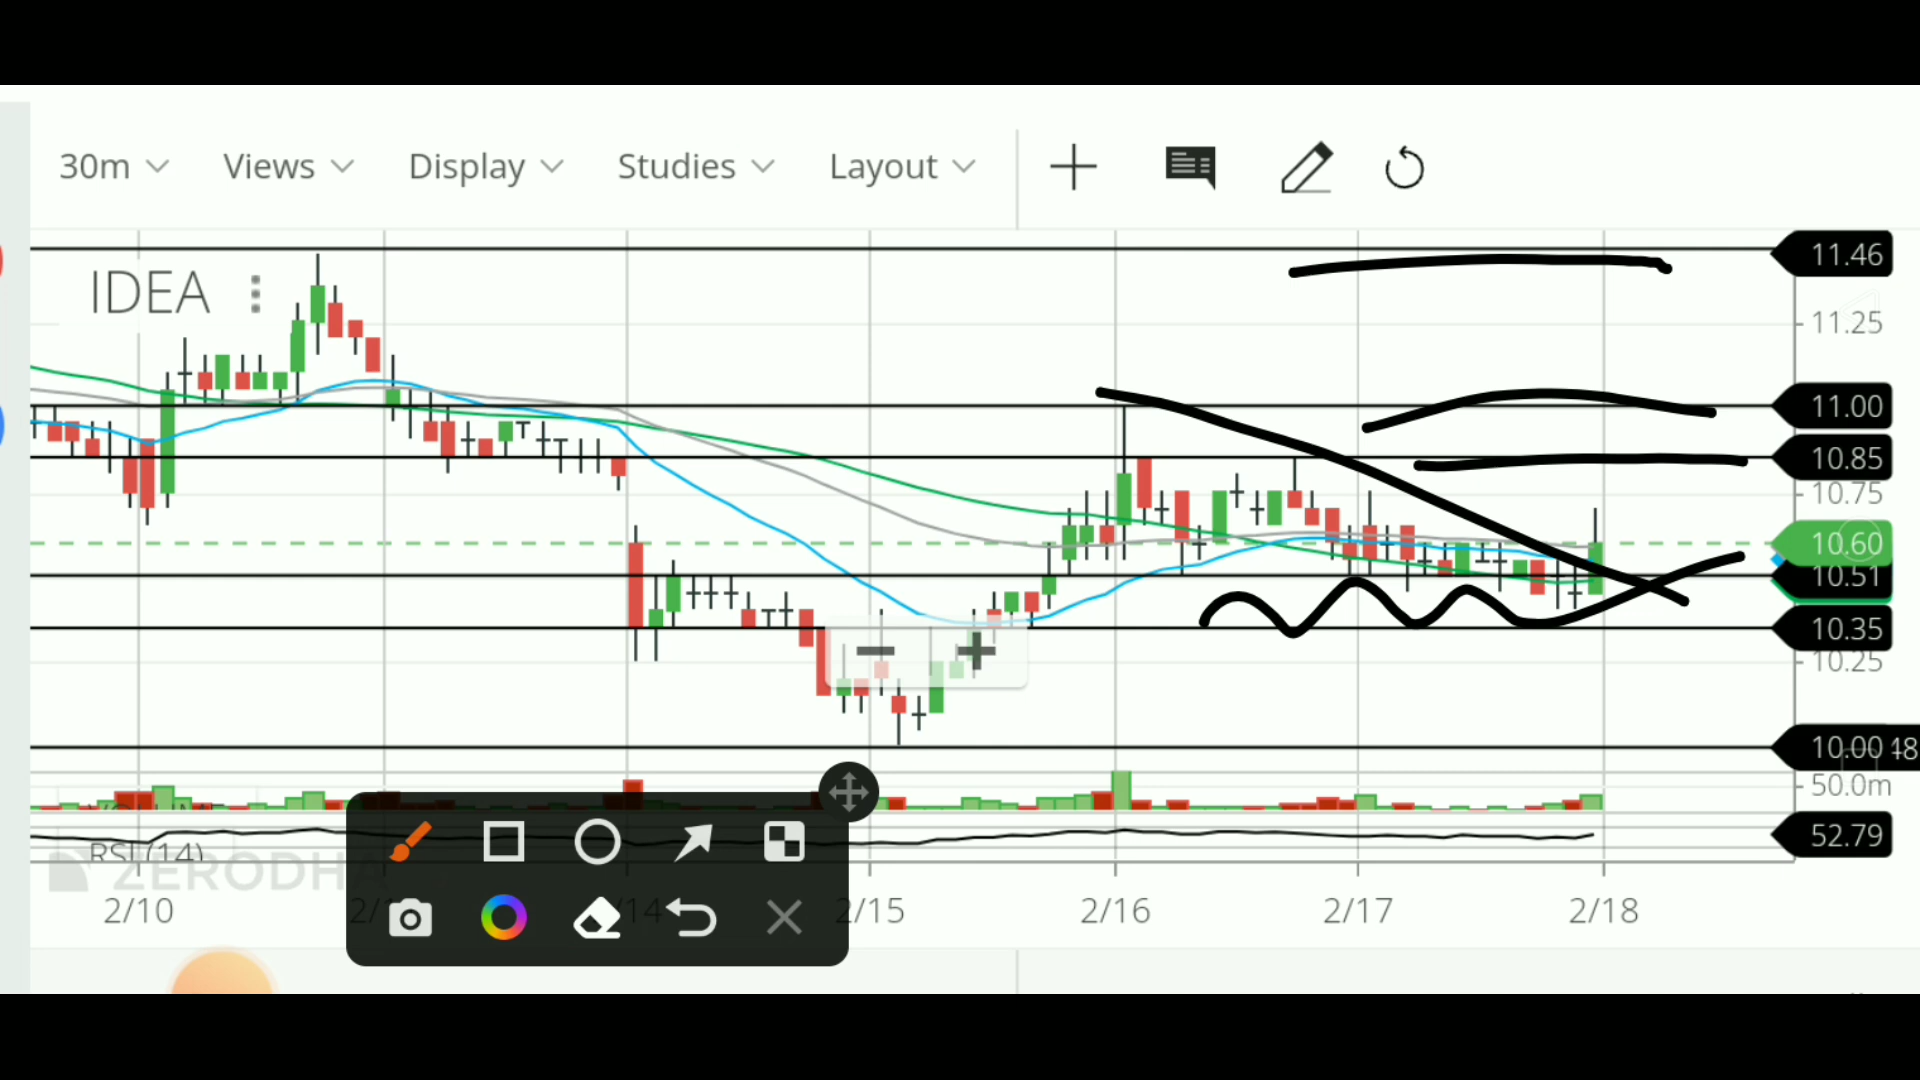 30m Views Display Studies Layout
IDEA
11.46
11.25
11.00
10.85
10.75
10.60
10.51
10.35
10.25
10.00 48
50.0m
RSI (14)
52.79
ZERODHA
2/10 14 2/15 2/16 2/17 2/18